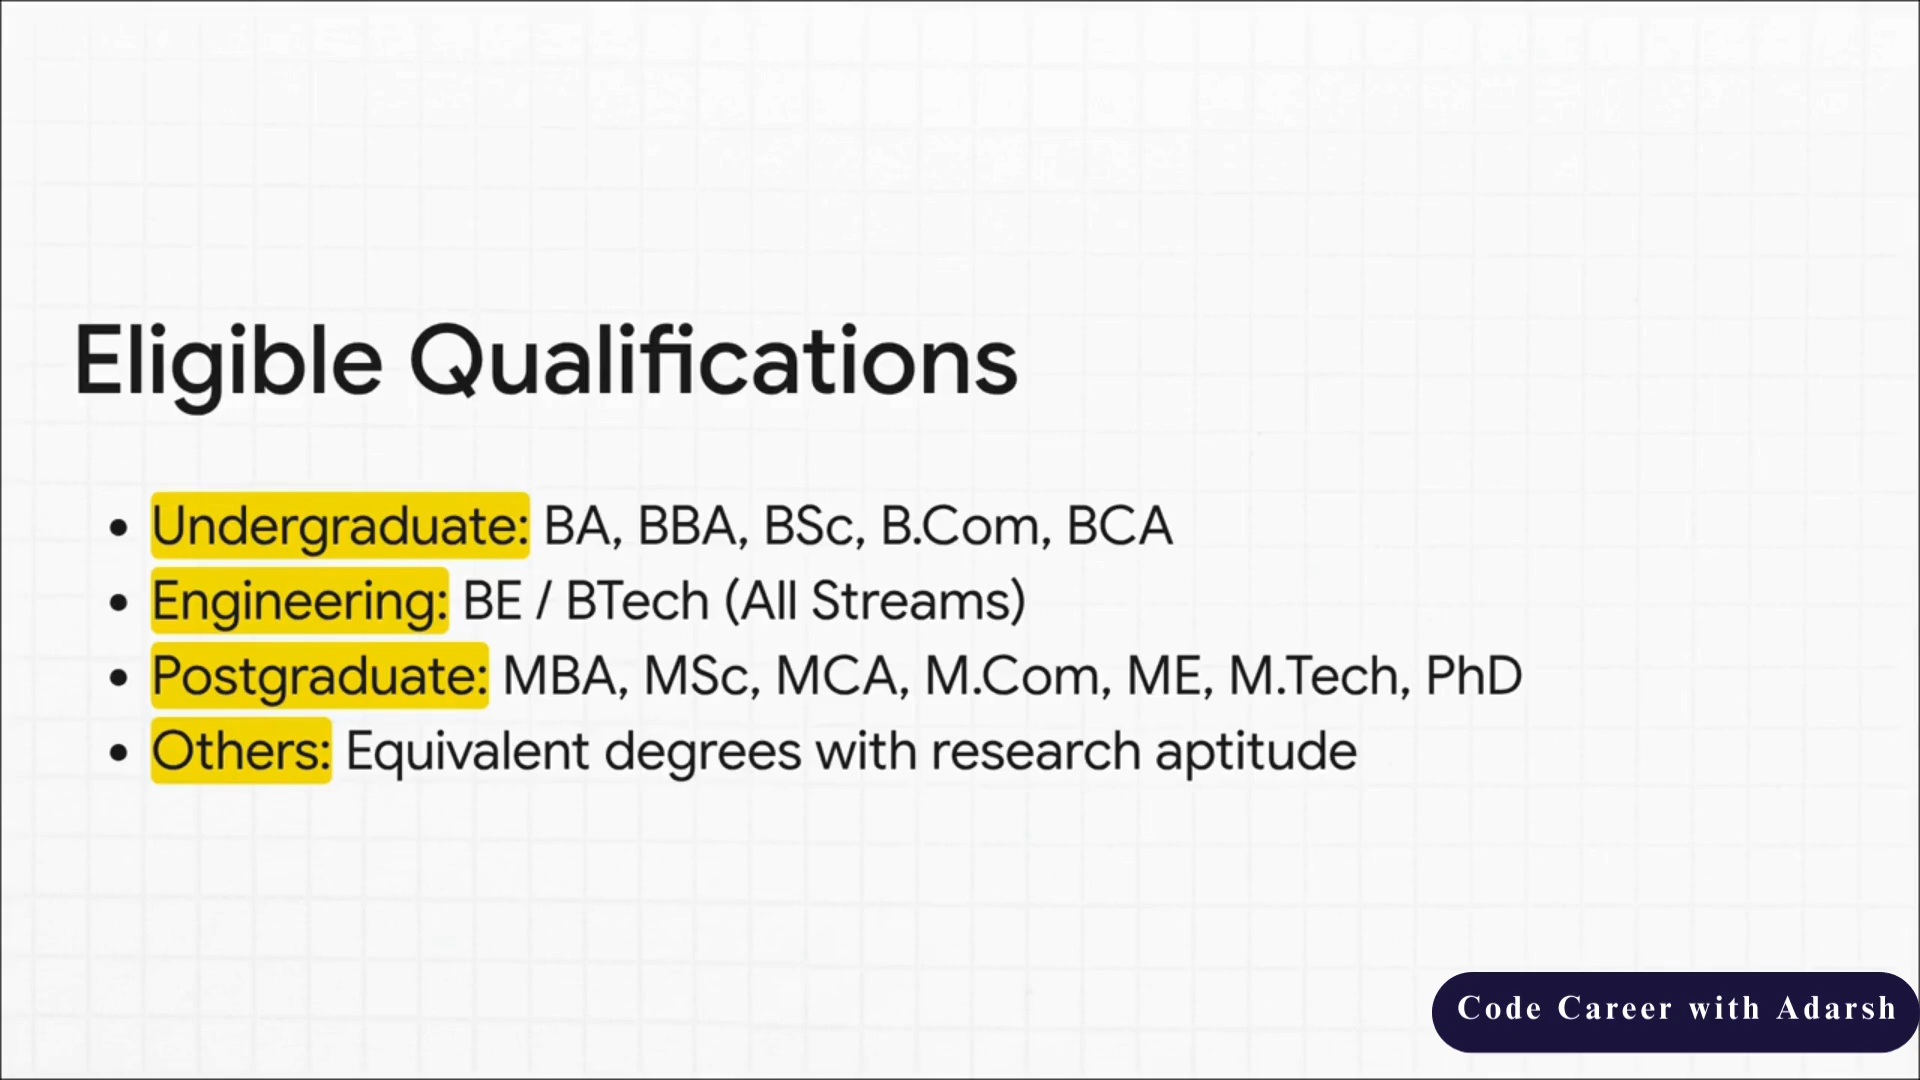 Eligible Qualifications
• Undergraduate: BA, BBA, BSc, B.Com, BCA
• Engineering: BE / BTech (All Streams)
• Postgraduate: MBA, MSc, MCA, M.Com, ME, M.Tech, PhD
• Others: Equivalent degrees with research aptitude
Code Career with Adarsh